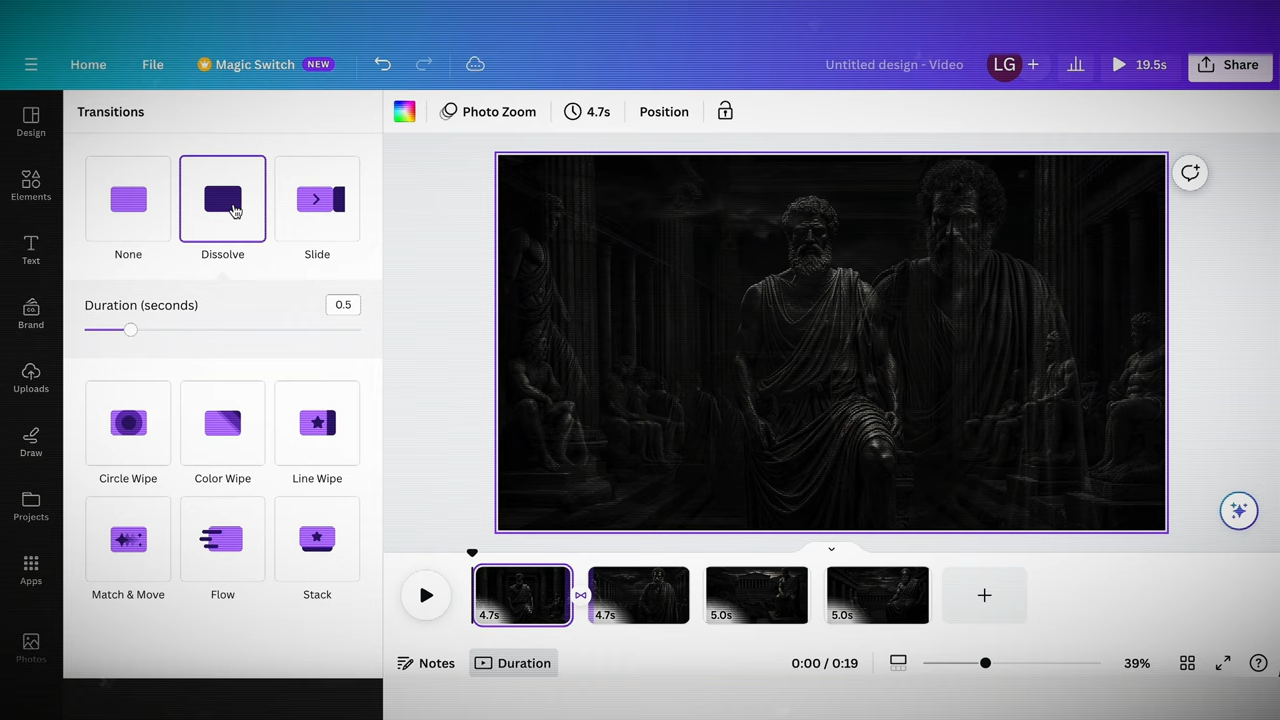 Home File Magic Switch NEW Untitled design - Video LG 19.5s Share
Design
Elements
Text
Brand
CO.
Uploads
Draw
Projects
Apps
Photos
Transitions
None Dissolve Slide
Duration (seconds) 0.5
Circle Wipe Color Wipe Line Wipe
Match & Move Flow Stack
Photo Zoom 4.7s Position
4.7s 4.7s 5.0s 5.0s
Notes Duration 0:00 / 0:19 39%